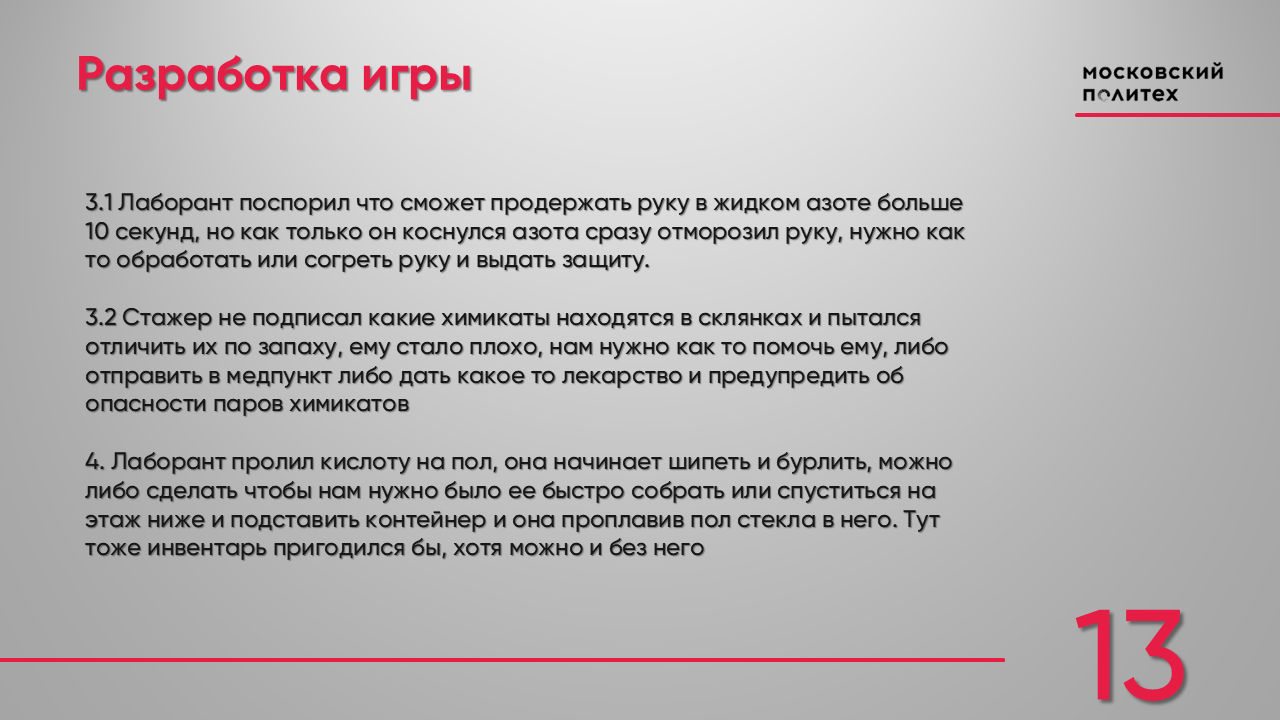 Разработка игры
московский
политех
3.1 Лаборант поспорил что сможет продержать руку в жидком азоте больше
10 секунд, но как только он коснулся азота сразу отморозил руку, нужно как
то обработать или согреть руку и выдать защиту.
3.2 Стажер не подписал какие химикаты находятся в склянках и пытался
отличить их по запаху, ему стало плохо, нам нужно как то помочь ему, либо
отправить в медпункт либо дать какое то лекарство и предупредить об
опасности паров химикатов
4. Лаборант пролил кислоту на пол, она начинает шипеть и бурлить, можно
либо сделать чтобы нам нужно было ее быстро собрать или спуститься на
этаж ниже и подставить контейнер и она проплавив пол стекла в него. Тут
тоже инвентарь пригодился бы, хотя можно и без него
13